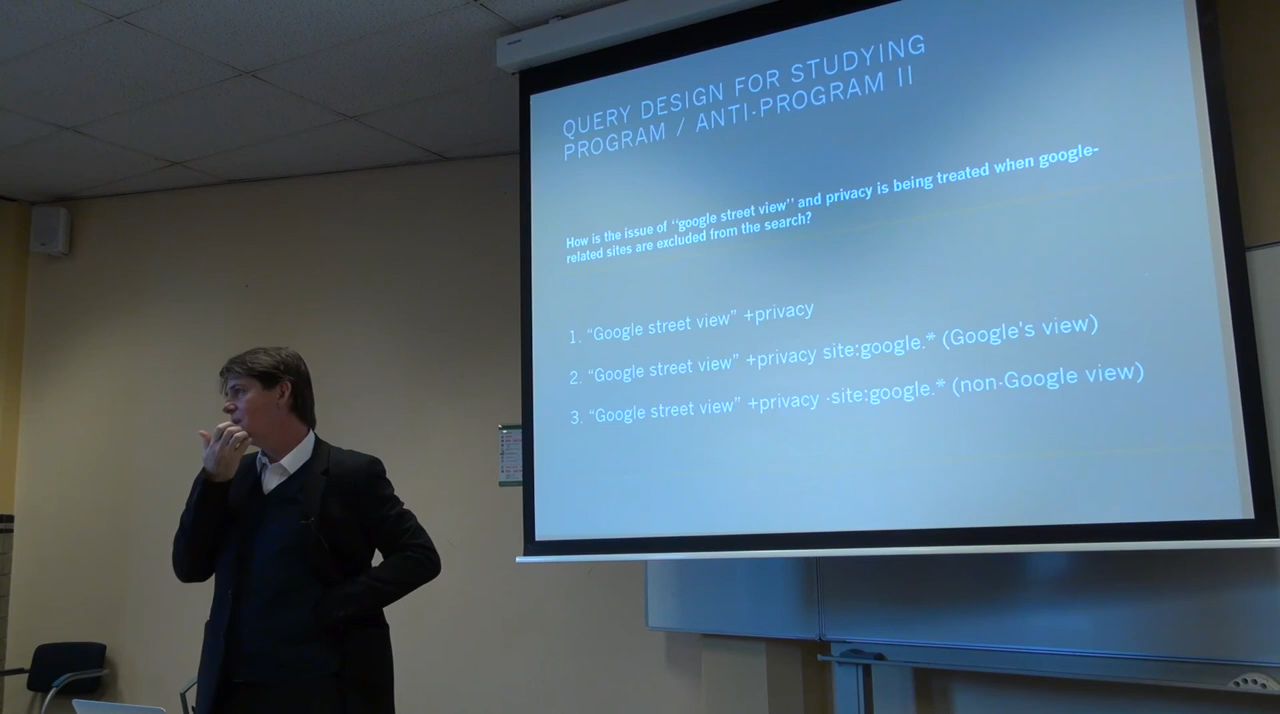 QUERY DESIGN FOR STUDYING
PROGRAM / ANTI-PROGRAM II
How is the issue of “google street view” and privacy is being treated when google-
related sites are excluded from the search?
1. “Google street view” +privacy
2. “Google street view” +privacy site:google.* (Google's view)
3. “Google street view” +privacy -site:google.* (non-Google view)